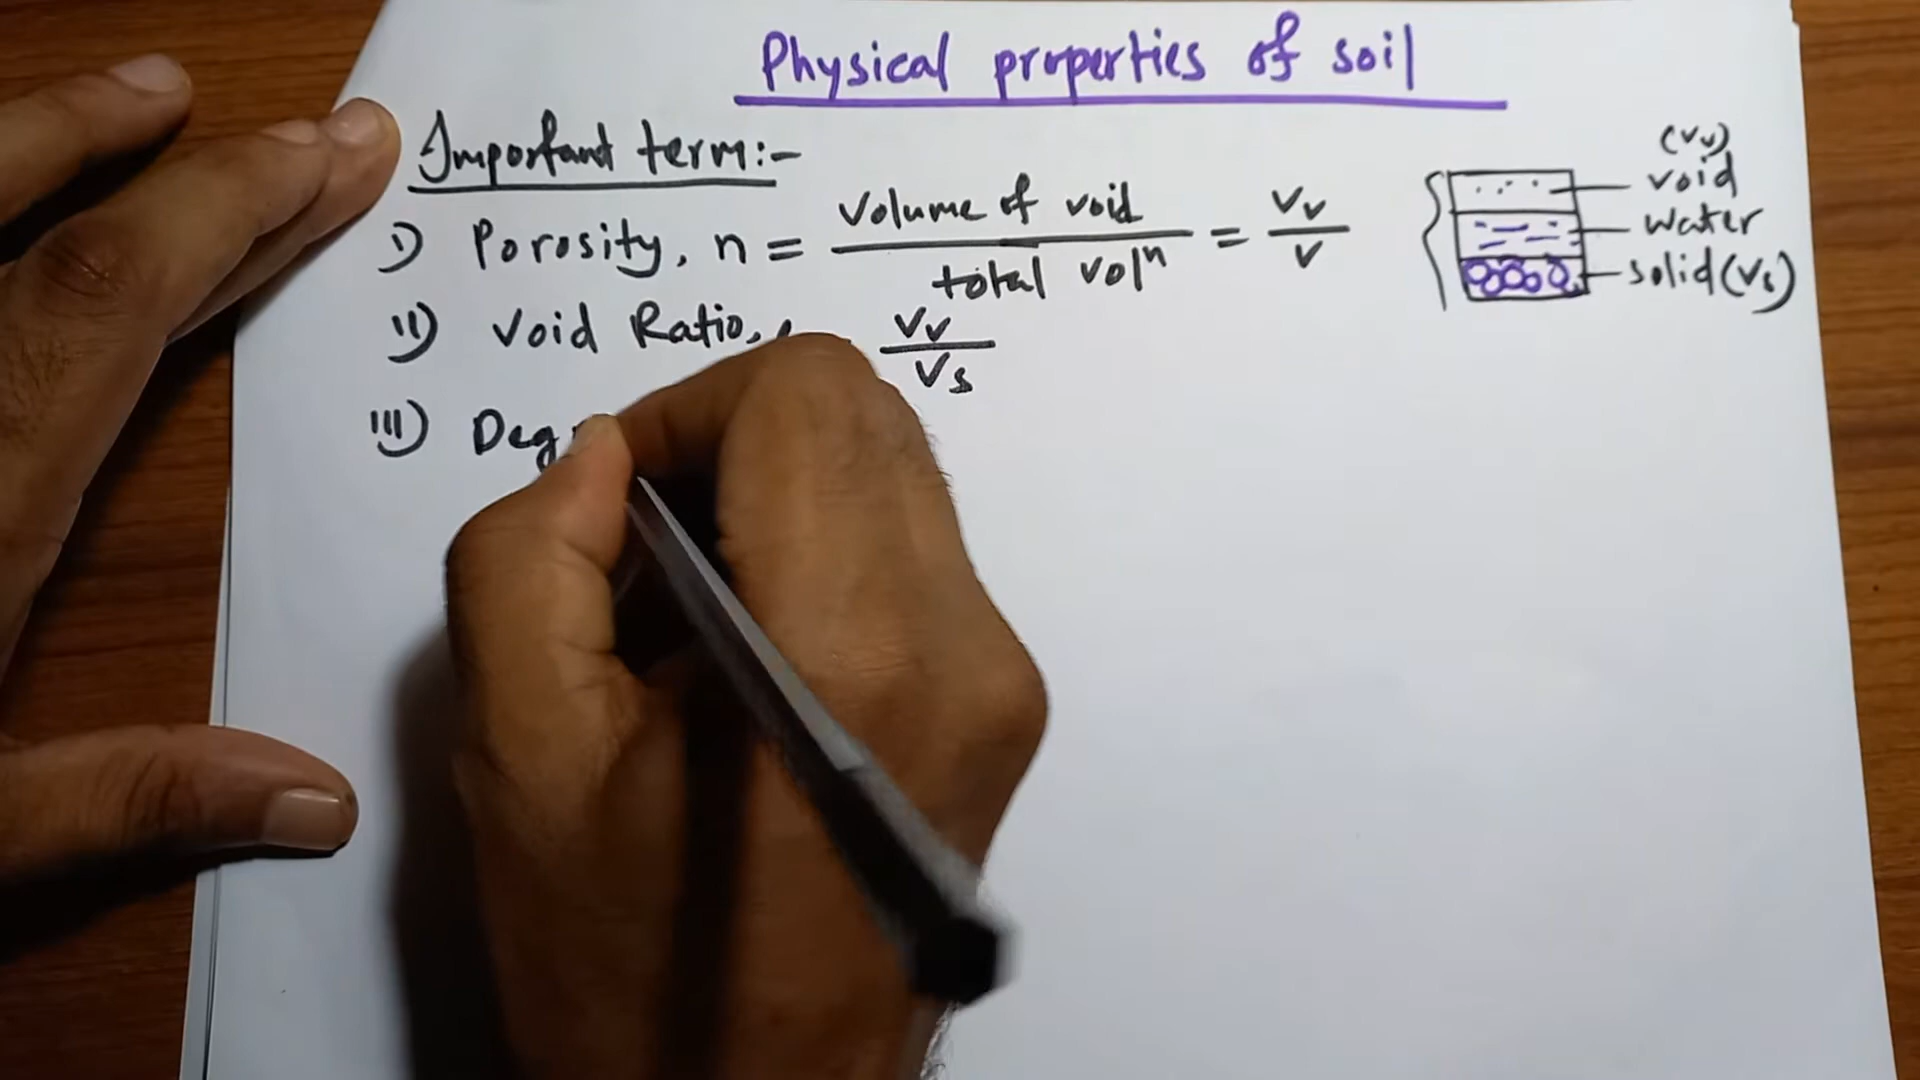 Physical properties of soil
Important term:-
i) Porosity, n = Volume of void / total volⁿ = Vv / V
ii) Void Ratio, Vv / Vs
iii) Deg
(Vv)
void
water
solid (Vs)